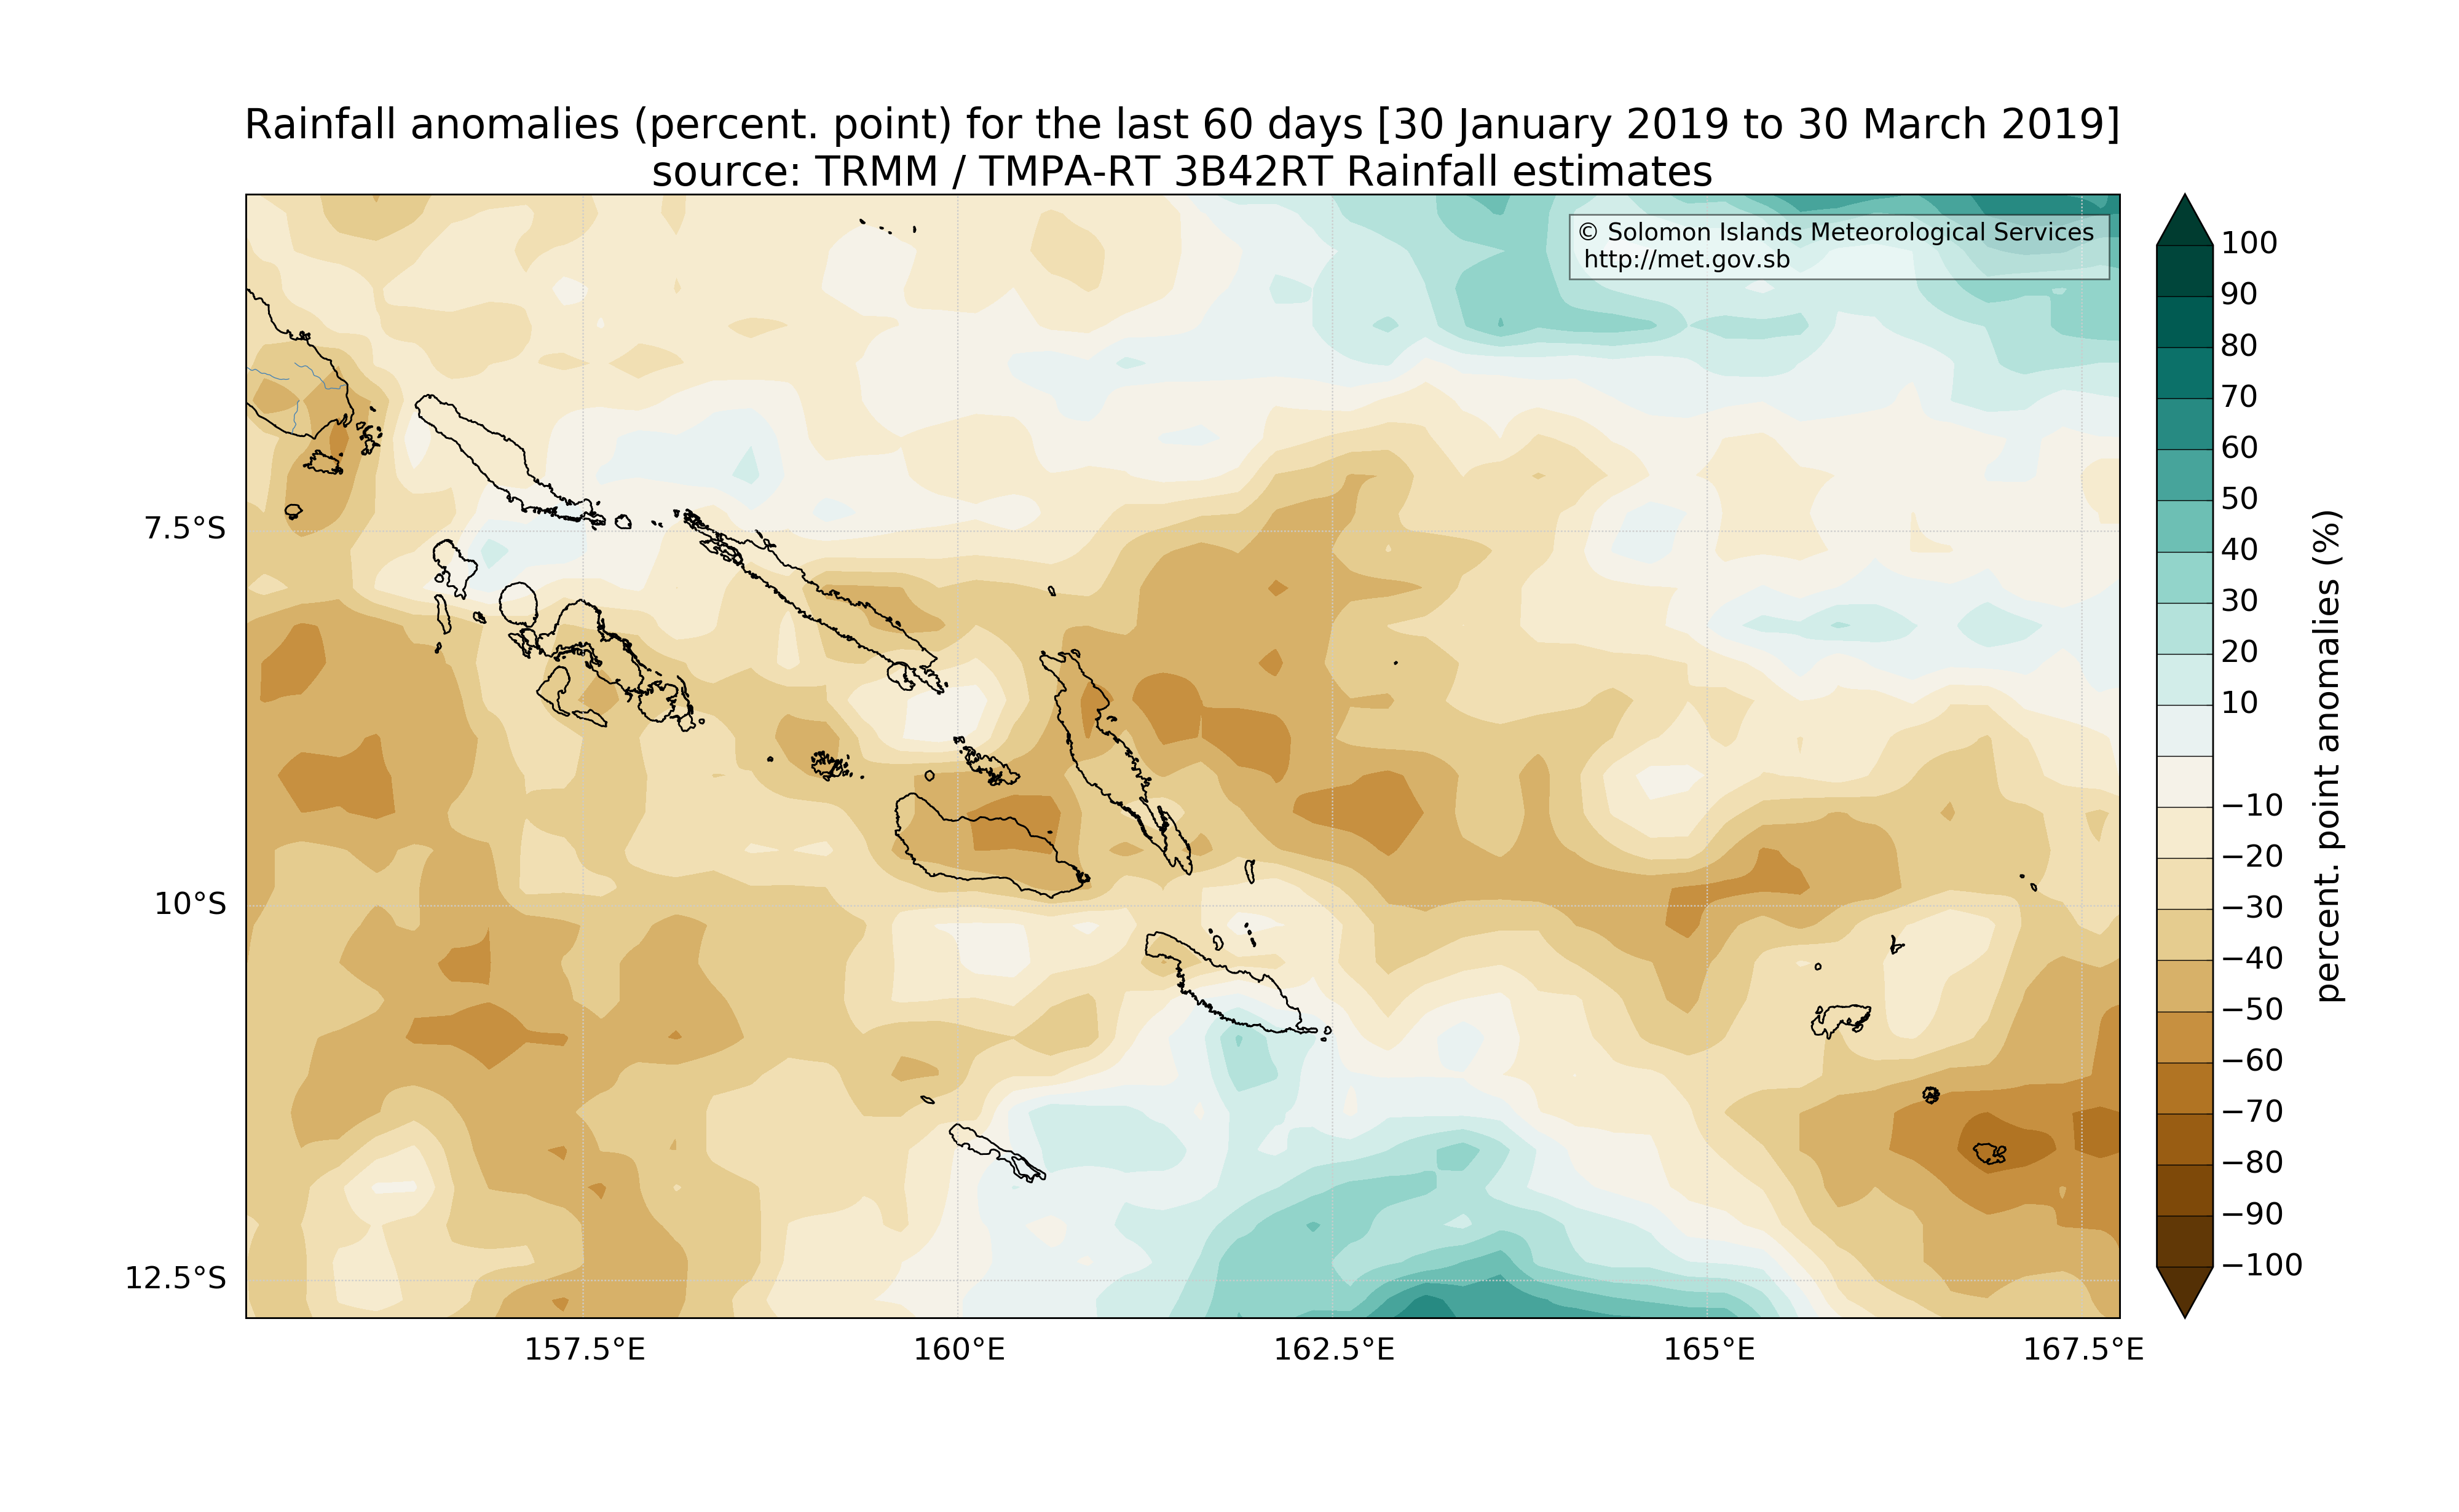 Rainfall anomalies (percent. point) for the last 60 days [30 January 2019 to 30 March 2019]
source: TRMM / TMPA-RT 3B42RT Rainfall estimates
© Solomon Islands Meteorological Services
http://met.gov.sb
7.5°S
10°S
12.5°S
157.5°E
160°E
162.5°E
165°E
167.5°E
100
90
80
70
60
50
40
30
20
10
−10
−20
−30
−40
−50
−60
−70
−80
−90
−100
percent. point anomalies (%)